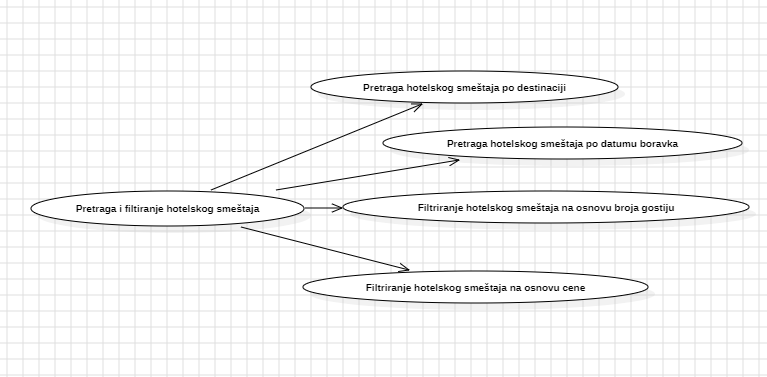 Pretraga hotelskog smeštaja po destinaciji
Pretraga hotelskog smeštaja po datumu boravka
Pretraga i filtiranje hotelskog smeštaja
Filtriranje hotelskog smeštaja na osnovu broja gostiju
Filtriranje hotelskog smeštaja na osnovu cene